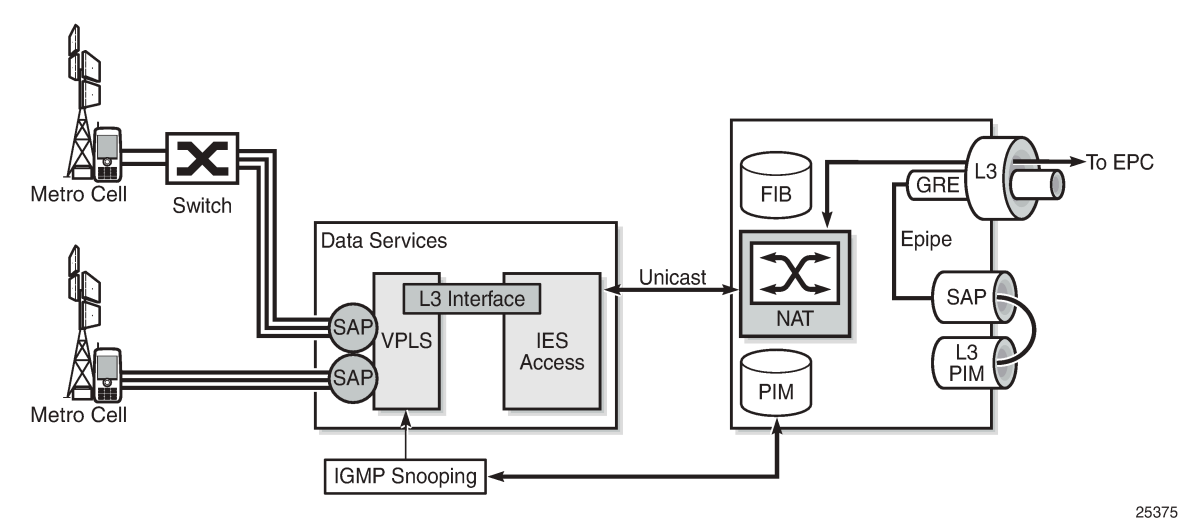 Metro Cell
Switch
Metro Cell
Data Services
SAP
SAP
VPLS
L3 Interface
IES
Access
IGMP Snooping
Unicast
FIB
NAT
PIM
GRE
L3
To EPC
Epipe
SAP
L3
PIM
25375